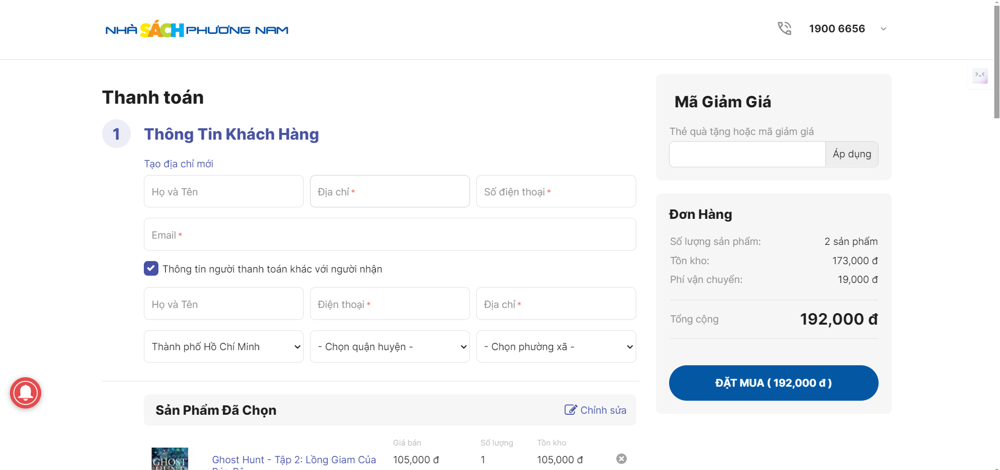 NHÀ SÁCH PHƯƠNG NAM
1900 6656
Thanh toán
1 Thông Tin Khách Hàng
Tạo địa chỉ mới
Họ và Tên
Địa chỉ *
Số điện thoại *
Email *
Thông tin người thanh toán khác với người nhận
Họ và Tên
Điện thoại *
Địa chỉ *
Thành phố Hồ Chí Minh
- Chọn quận huyện -
- Chọn phường xã -
Sản Phẩm Đã Chọn
Chỉnh sửa
Giá bán
Số lượng
Tồn kho
GHOST
Ghost Hunt - Tập 2: Lồng Giam Của
105,000 đ
1
105,000 đ
Mã Giảm Giá
Thẻ quà tặng hoặc mã giảm giá
Áp dụng
Đơn Hàng
Số lượng sản phẩm: 2 sản phẩm
Tồn kho: 173,000 đ
Phí vận chuyển: 19,000 đ
Tổng cộng 192,000 đ
ĐẶT MUA ( 192,000 đ )